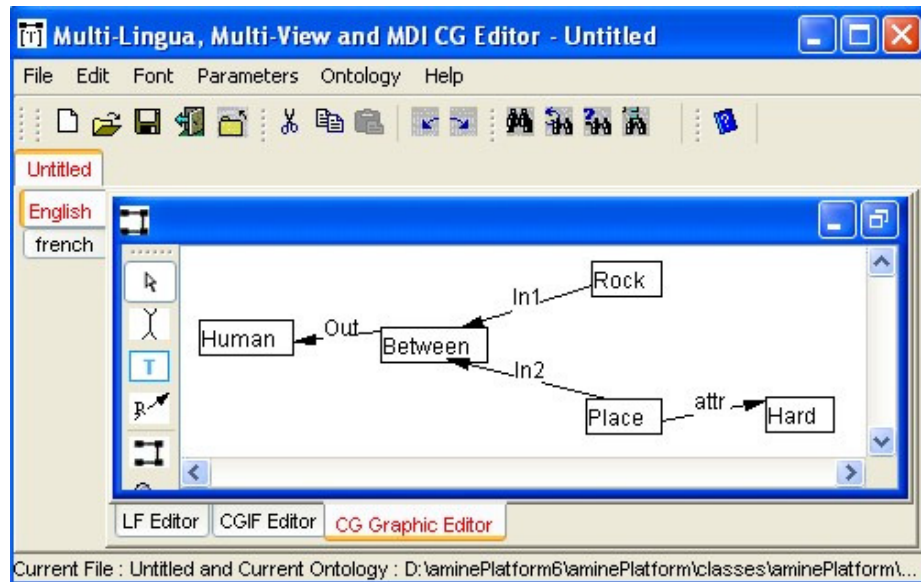 Multi-Lingua, Multi-View and MDI CG Editor - Untitled
File Edit Font Parameters Ontology Help
Untitled
English
french
Rock
In1
Human
Out
Between
In2
attr
Place
Hard
T
R
LF Editor CGIF Editor CG Graphic Editor
Current File : Untitled and Current Ontology : D:\aminePlatform6\aminePlatform\classes\aminePlatform\...